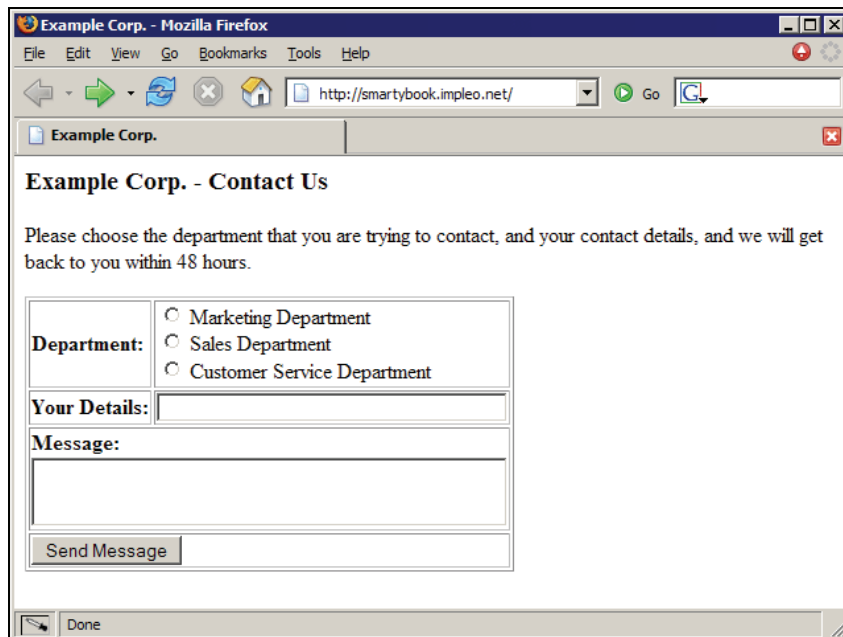 Example Corp. - Mozilla Firefox
File Edit View Go Bookmarks Tools Help
http://smartybook.impleo.net/ Go G
Example Corp.
Example Corp. - Contact Us
Please choose the department that you are trying to contact, and your contact details, and we will get
back to you within 48 hours.
Department:
Marketing Department
Sales Department
Customer Service Department
Your Details:
Message:
Send Message
Done